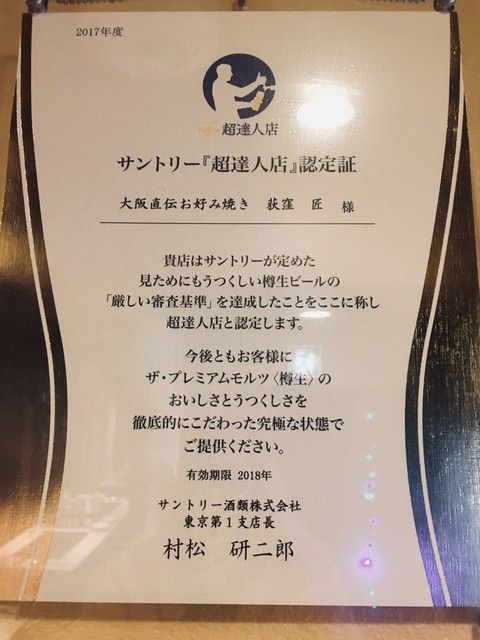 2017年度
超達人店
サントリー『超達人店』認定証
大阪直伝お好み焼き 荻窪 匠 様
貴店はサントリーが定めた
見ためにもうつくしい樽生ビールの
「厳しい審査基準」を達成したことをここに称し
超達人店と認定します。
今後ともお客様に
ザ・プレミアムモルツ〈樽生〉の
おいしさとうつくしさを
徹底的にこだわった究極な状態で
ご提供ください。
有効期限 2018年
サントリー酒類株式会社
東京第1支店長
村松 研二郎